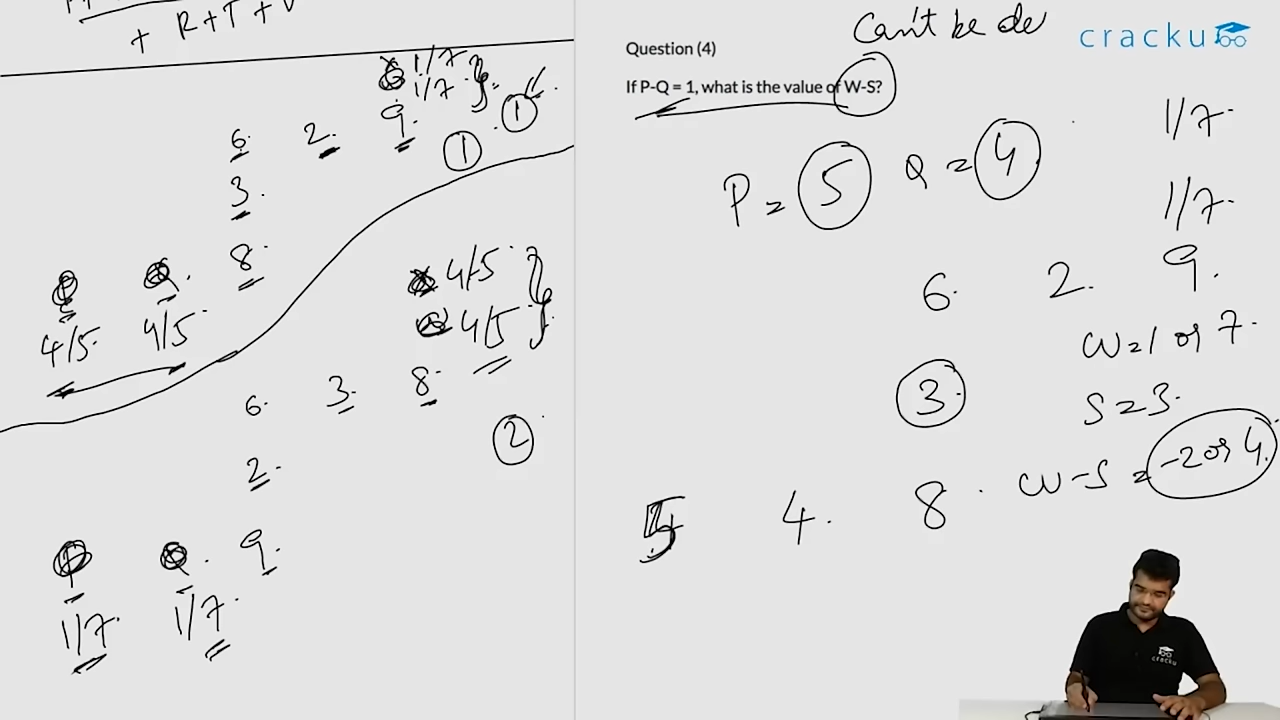 + R+T+V
1/7
1/7
6. 2. 9.
1 1
3.
8.
4/5. 4/5.
4/5
4/5
6. 3. 8.
2
2.
9.
1/7. 1/7.
cracku
Can't be de
Question (4)
If P-Q = 1, what is the value of W-S?
P = 5 Q = 4
1/7.
1/7.
6. 2. 9.
W=1 or 7.
3.
S=3.
W-S = -2 or 4.
5 4. 8.
cracku